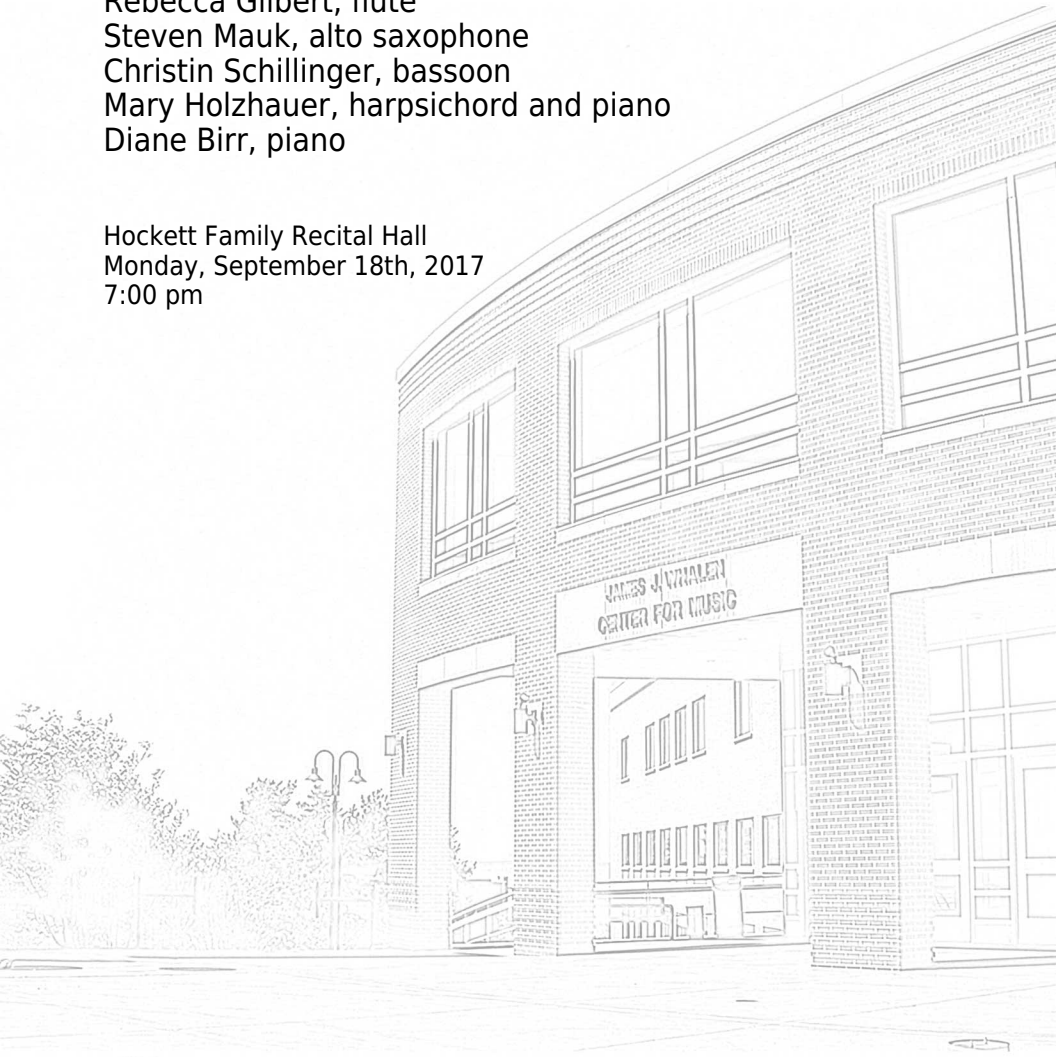 Rebecca Gilbert, flute
Steven Mauk, alto saxophone
Christin Schillinger, bassoon
Mary Holzhauer, harpsichord and piano
Diane Birr, piano
Hockett Family Recital Hall
Monday, September 18th, 2017
7:00 pm
JAMES J. WHALEN
CENTER FOR MUSIC